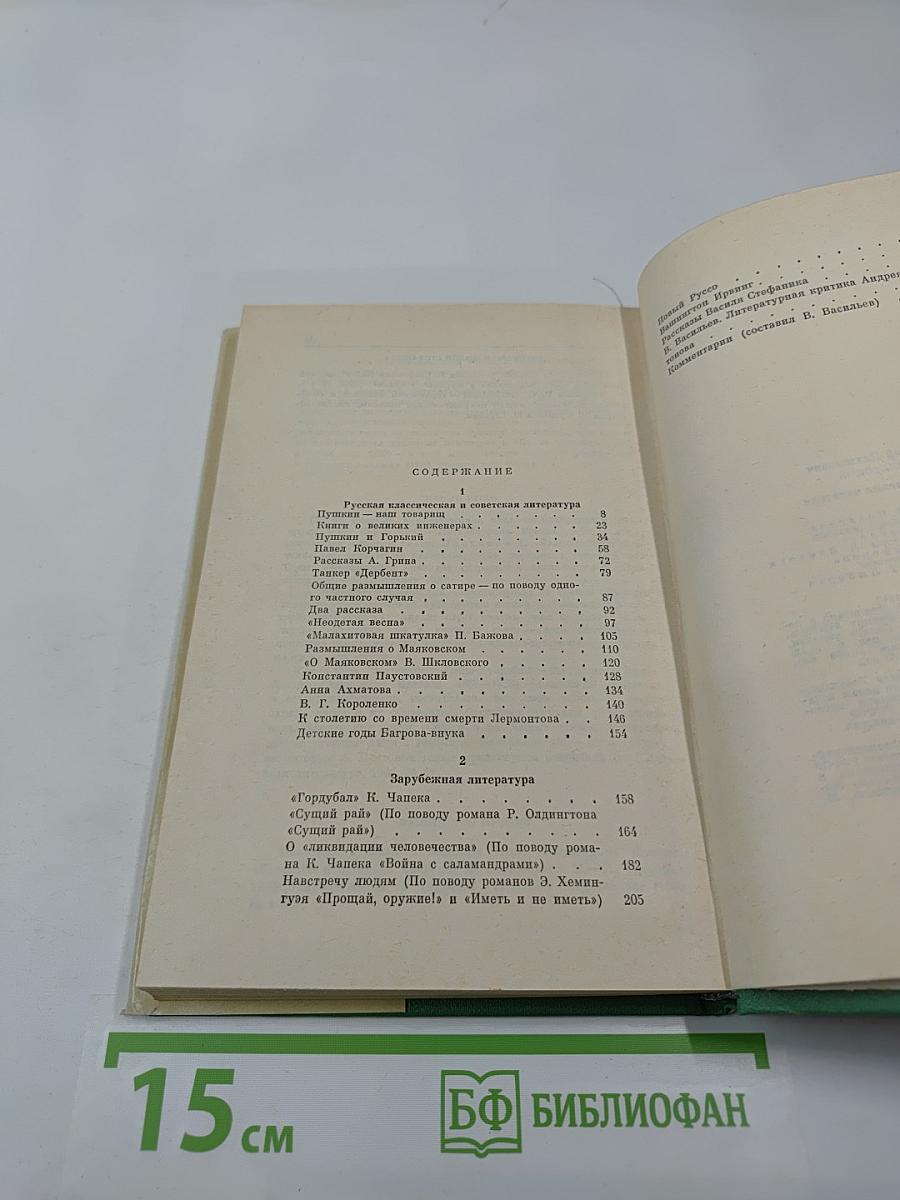 СОДЕРЖАНИЕ
1
Русская классическая и советская литература
Пушкин — наш товарищ . . . . . . . 8
Книги о великих инженерах . . . . . . 23
Пушкин и Горький . . . . . . . . 34
Павел Корчагин . . . . . . . . . 58
Рассказы А. Грина . . . . . . . . . 72
Танкер «Дербент» . . . . . . . . . 79
Общие размышления о сатире — по поводу одно-
го частного случая . . . . . . . . . 87
Два рассказа . . . . . . . . . . 92
«Неодетая весна» . . . . . . . . . 97
«Малахитовая шкатулка» П. Бажова . . . . 105
Размышления о Маяковском . . . . . . 110
«О Маяковском» В. Шкловского . . . . . 120
Константин Паустовский . . . . . . . 128
Анна Ахматова . . . . . . . . . . 134
В. Г. Короленко . . . . . . . . . 140
К столетию со времени смерти Лермонтова . . 146
Детские годы Багрова-внука . . . . . . 154
2
Зарубежная литература
«Гордубал» К. Чапека . . . . . . . . 158
«Сущий рай» (По поводу романа Р. Олдингтона
«Сущий рай») . . . . . . . . . . 164
О «ликвидации человечества» (По поводу рома-
на К. Чапека «Война с саламандрами») . . . 182
Навстречу людям (По поводу романов Э. Хемин-
гуэя «Прощай, оружие!» и «Иметь и не иметь») 205
Новый Руссо . . . . . . . .
Вашингтон Ирвинг . . . . . . .
Рассказы Василя Стефаника . . . . .
В. Васильев. Литературная критика Андрея
тонова . . . . . . . . .
Комментарии (составил В. Васильев)
15 см
БФ БИБЛИОФАН